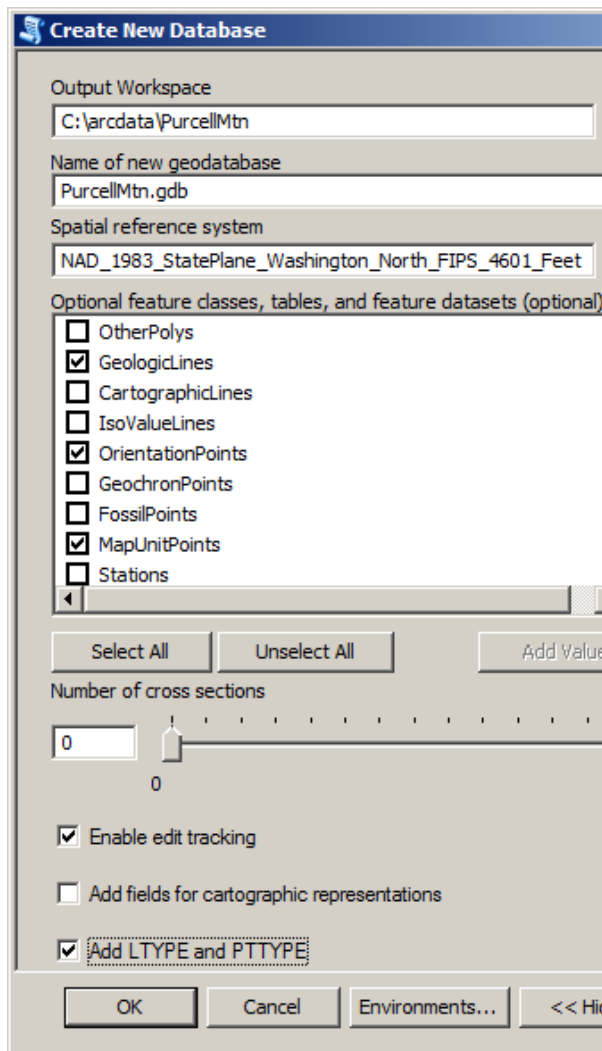 Create New Database
Output Workspace
C:\arcdata\PurcellMtn
Name of new geodatabase
PurcellMtn.gdb
Spatial reference system
NAD_1983_StatePlane_Washington_North_FIPS_4601_Feet
Optional feature classes, tables, and feature datasets (optional)
OtherPolys
GeologicLines
CartographicLines
IsoValueLines
OrientationPoints
GeochronPoints
FossilPoints
MapUnitPoints
Stations
Select All Unselect All Add Value
Number of cross sections
0
0
Enable edit tracking
Add fields for cartographic representations
Add LTYPE and PTTYPE
OK Cancel Environments... << Hid